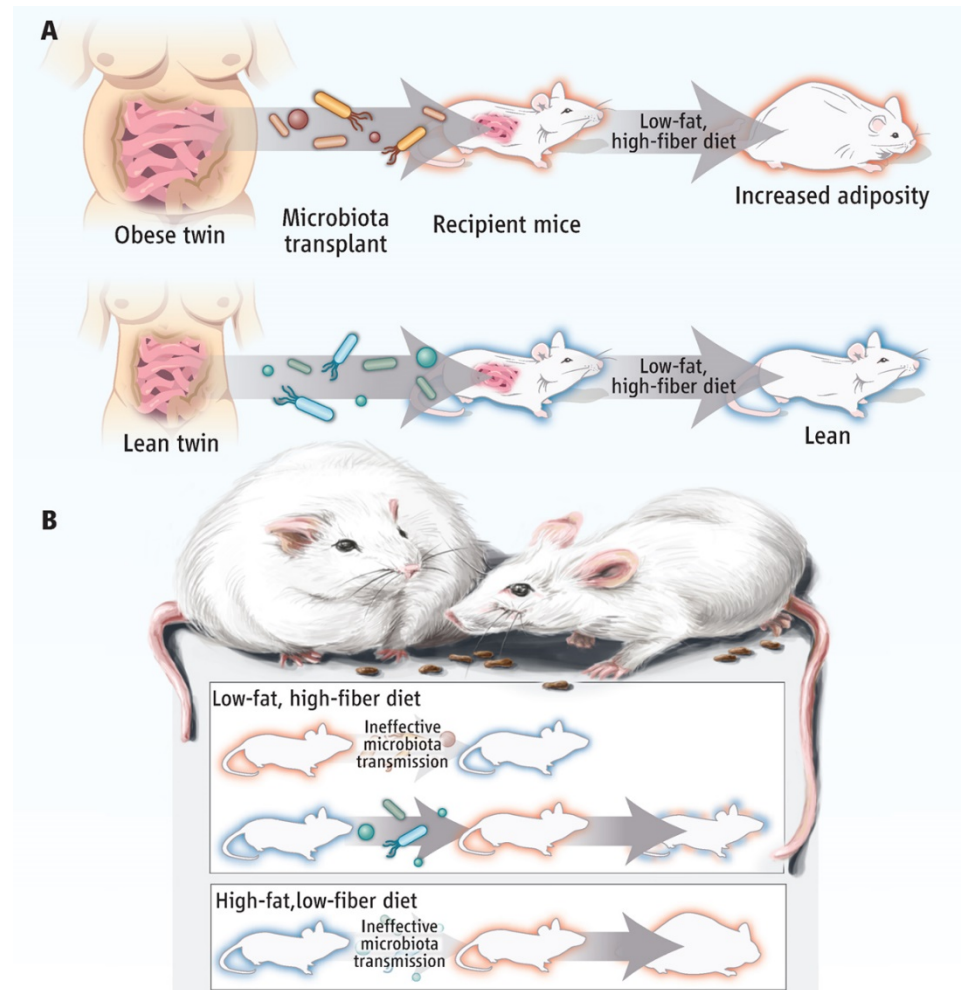 A
Low-fat,
high-fiber diet
Obese twin
Microbiota
transplant
Recipient mice
Increased adiposity
Low-fat,
high-fiber diet
Lean twin
Lean
B
Low-fat, high-fiber diet
Ineffective
microbiota
transmission
High-fat,low-fiber diet
Ineffective
microbiota
transmission